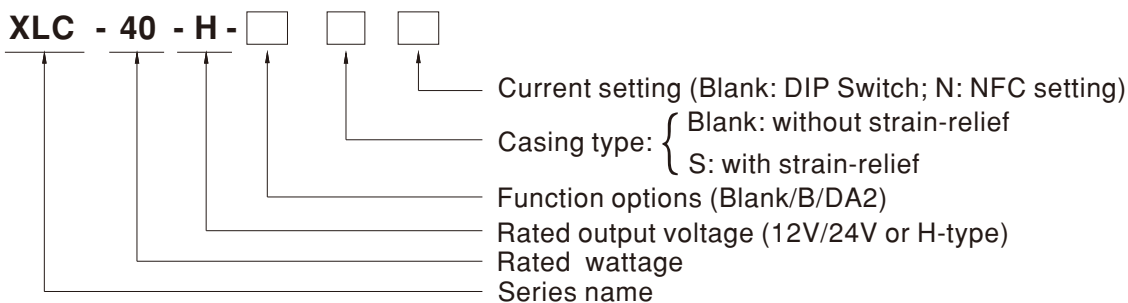 XLC - 40 - H -
Current setting (Blank: DIP Switch; N: NFC setting)
Casing type: { Blank: without strain-relief
S: with strain-relief
Function options (Blank/B/DA2)
Rated output voltage (12V/24V or H-type)
Rated wattage
Series name